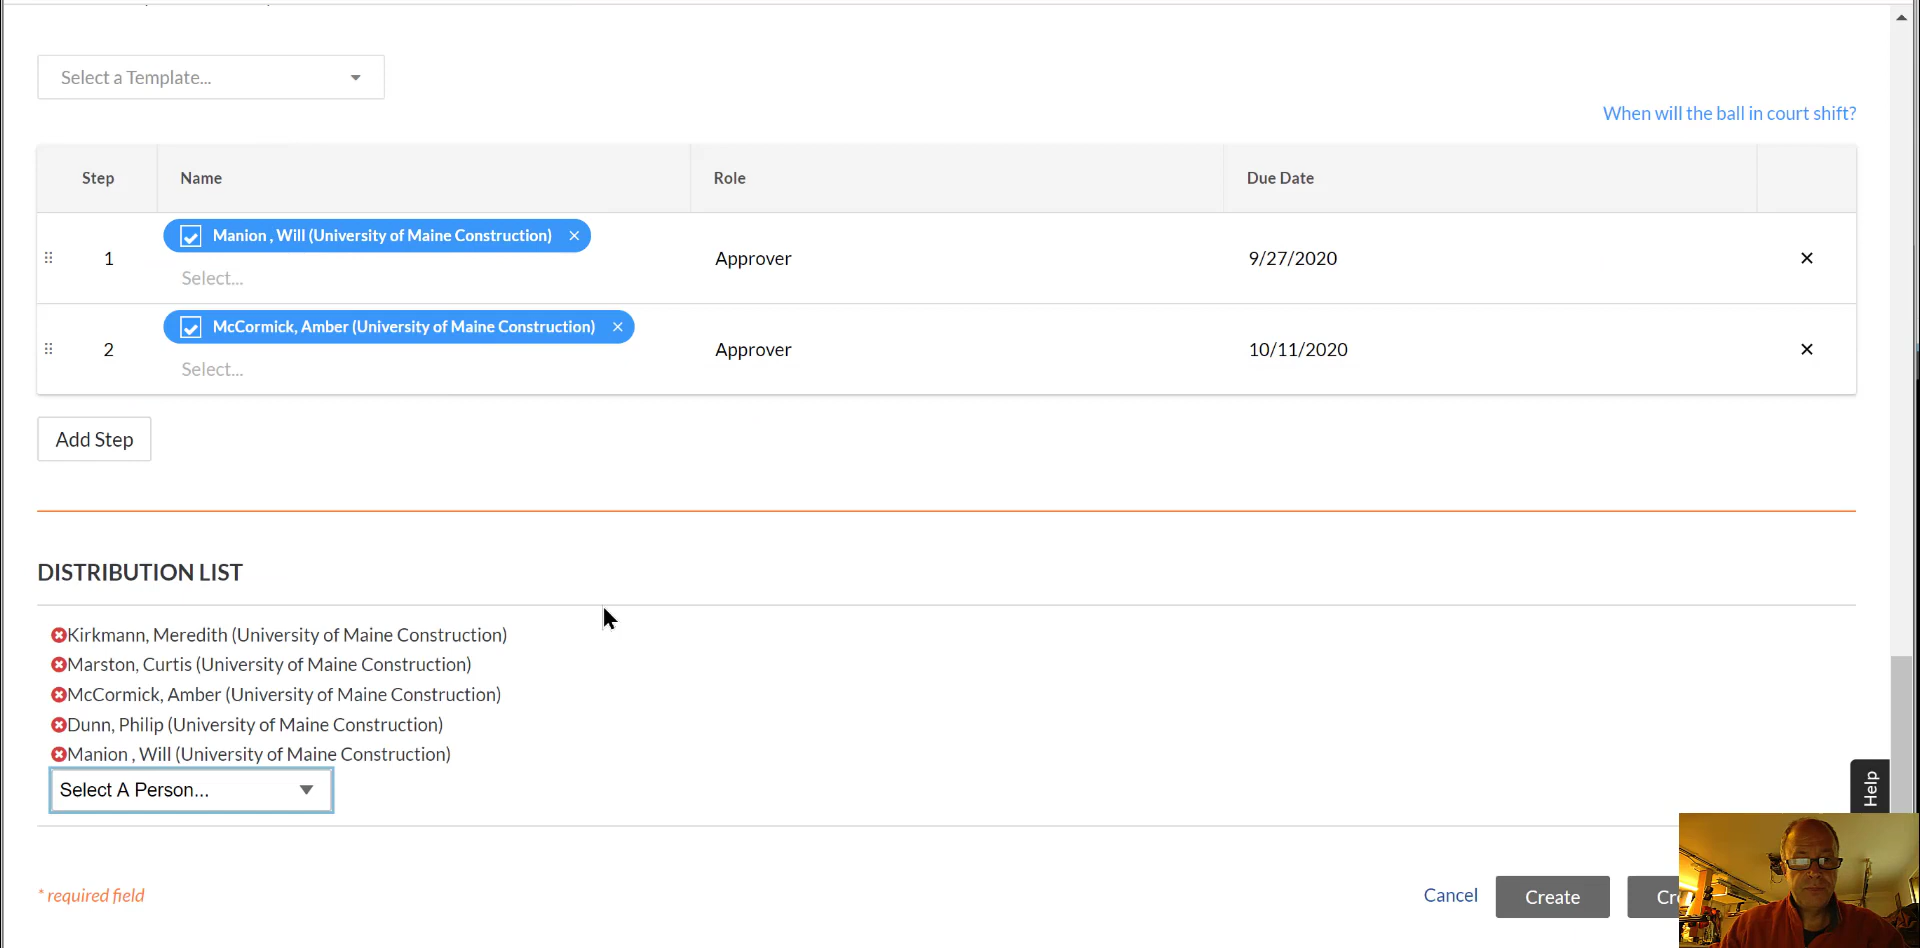 Select a Template...
When will the ball in court shift?
Step Name Role Due Date
Manion , Will (University of Maine Construction) ×
1 Approver 9/27/2020 ×
Select...
McCormick, Amber (University of Maine Construction) ×
2 Approver 10/11/2020 ×
Select...
Add Step
DISTRIBUTION LIST
Kirkmann, Meredith (University of Maine Construction)
Marston, Curtis (University of Maine Construction)
McCormick, Amber (University of Maine Construction)
Dunn, Philip (University of Maine Construction)
Manion , Will (University of Maine Construction)
Select A Person...
Help
* required field
Cancel Create